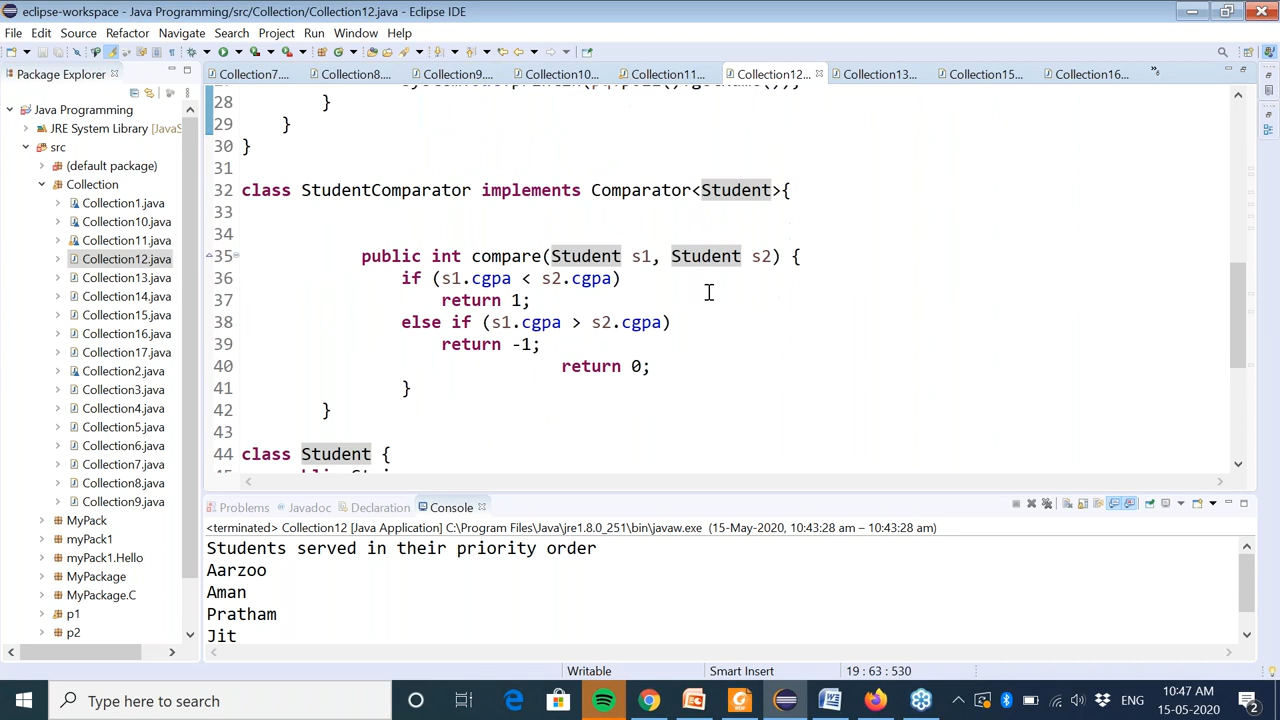 eclipse-workspace - Java Programming/src/Collection/Collection12.java - Eclipse IDE
File Edit Source Refactor Navigate Search Project Run Window Help
Package Explorer
Collection7.... Collection8.... Collection9.... Collection10... Collection11... Collection12... Collection13... Collection15... Collection16...
Java Programming
JRE System Library [JavaS
src
(default package)
Collection
Collection1.java
Collection10.java
Collection11.java
Collection12.java
Collection13.java
Collection14.java
Collection15.java
Collection16.java
Collection17.java
Collection2.java
Collection3.java
Collection4.java
Collection5.java
Collection6.java
Collection7.java
Collection8.java
Collection9.java
MyPack
myPack1
myPack1.Hello
MyPackage
MyPackage.C
p1
p2
28 }
29 }
30 }
31
32 class StudentComparator implements Comparator<Student>{
33
34
35 public int compare(Student s1, Student s2) {
36 if (s1.cgpa < s2.cgpa)
37 return 1;
38 else if (s1.cgpa > s2.cgpa)
39 return -1;
40 return 0;
41 }
42 }
43
44 class Student {
Problems Javadoc Declaration Console
<terminated> Collection12 [Java Application] C:\Program Files\Java\jre1.8.0_251\bin\javaw.exe (15-May-2020, 10:43:28 am – 10:43:28 am)
Students served in their priority order
Aarzoo
Aman
Pratham
Jit
Writable Smart Insert 19 : 63 : 530
Type here to search
ENG
10:47 AM
15-05-2020
2